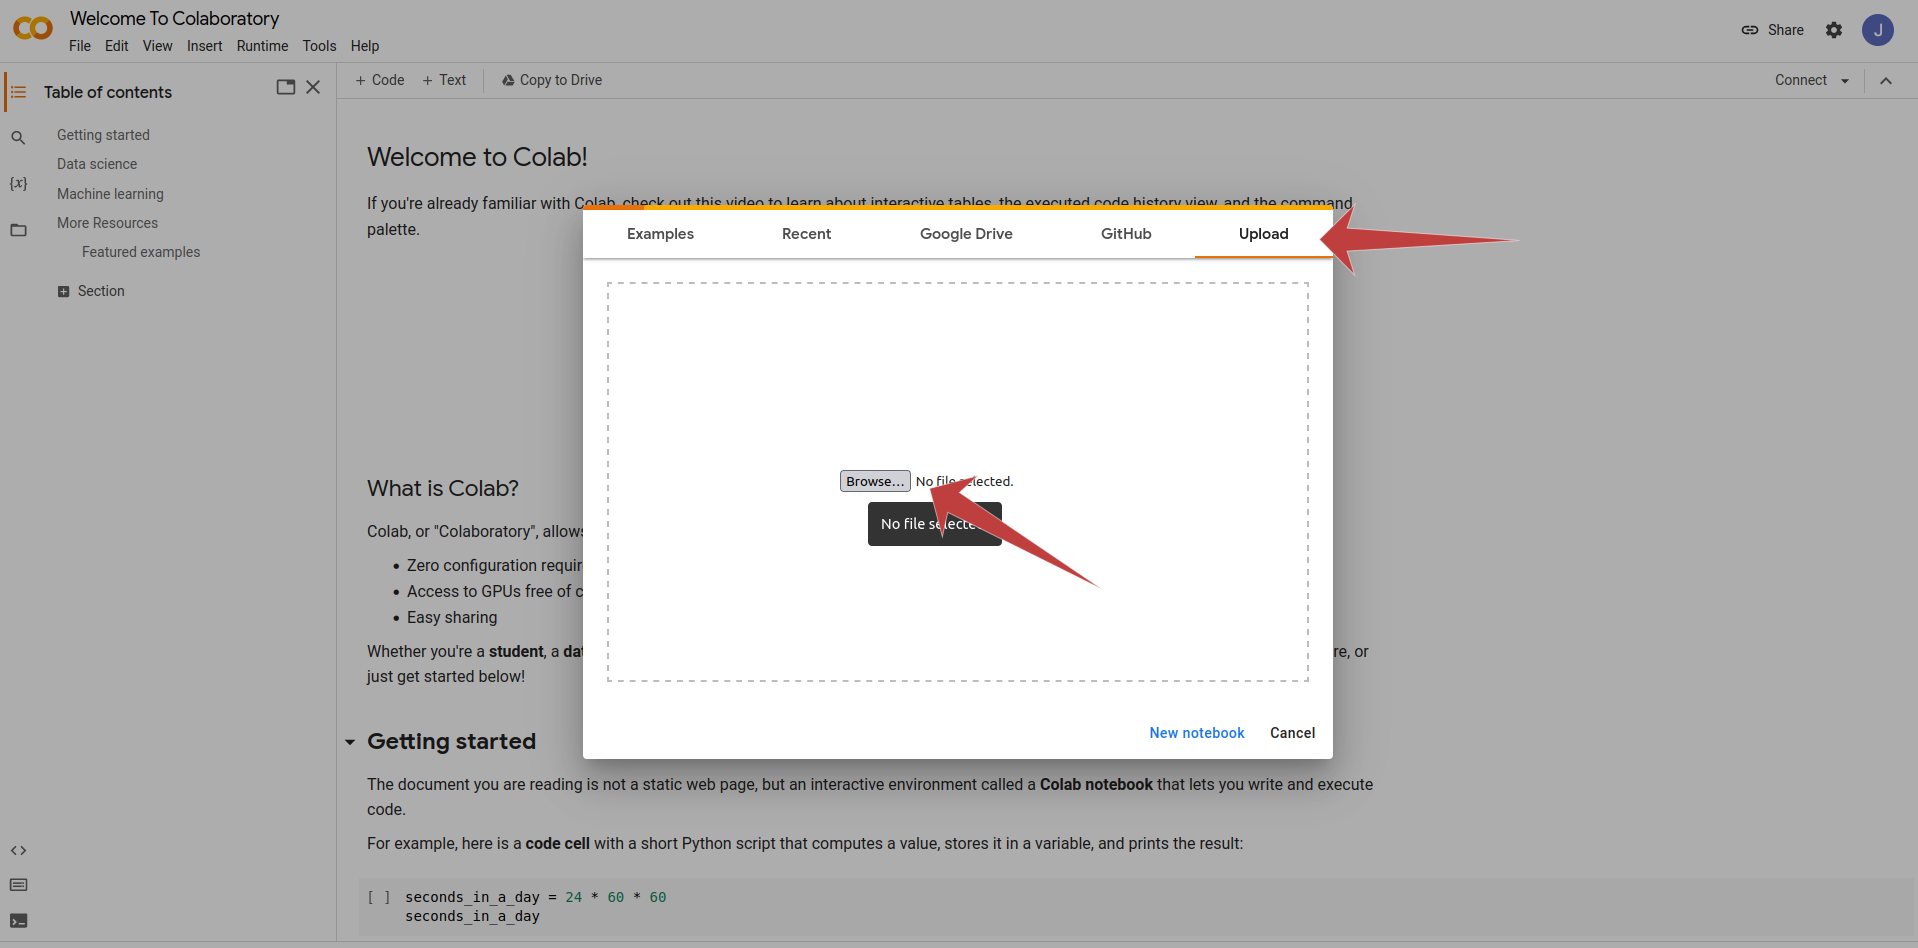 Welcome To Colaboratory
File Edit View Insert Runtime Tools Help
Share
J
Table of contents
Getting started
Data science
Machine learning
More Resources
Featured examples
Section
+ Code + Text Copy to Drive
Connect
Welcome to Colab!
If you're already familiar with Colab, check out this video to learn about interactive tables, the executed code history view, and the command
palette.
Examples Recent Google Drive GitHub Upload
Browse... No file selected.
No file selecte
New notebook Cancel
What is Colab?
Colab, or "Colaboratory", allows
• Zero configuration requir
• Access to GPUs free of c
• Easy sharing
Whether you're a student, a dat re, or
just get started below!
Getting started
The document you are reading is not a static web page, but an interactive environment called a Colab notebook that lets you write and execute
code.
For example, here is a code cell with a short Python script that computes a value, stores it in a variable, and prints the result:
[ ] seconds_in_a_day = 24 * 60 * 60
seconds_in_a_day